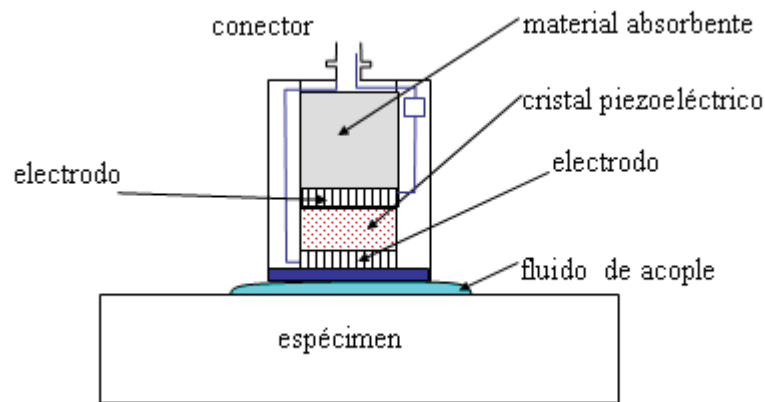 conector
material absorbente
cristal piezoeléctrico
electrodo
electrodo
fluido de acople
espécimen